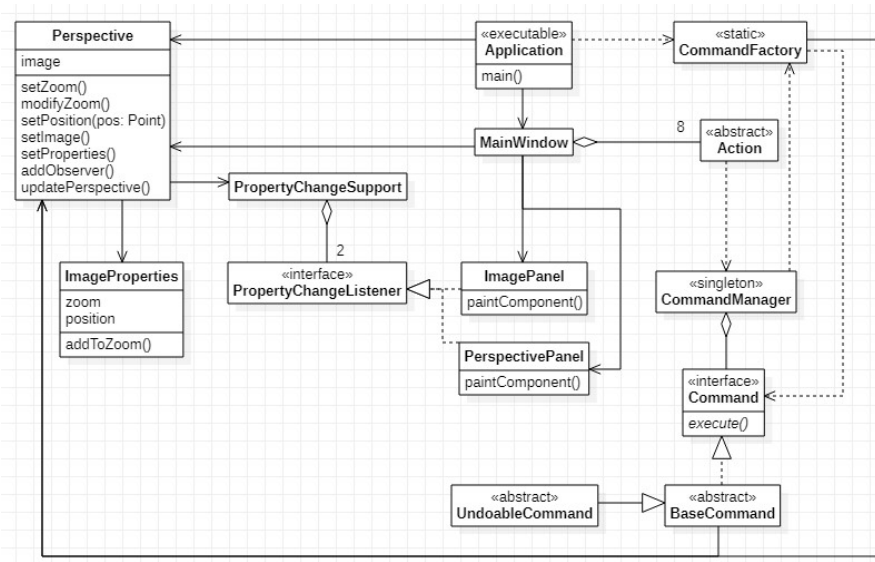 Perspective
image
setZoom()
modifyZoom()
setPosition(pos: Point)
setImage()
setProperties()
addObserver()
updatePerspective()
«executable»
Application
main()
«static»
CommandFactory
MainWindow
8
«abstract»
Action
PropertyChangeSupport
2
«interface»
PropertyChangeListener
ImageProperties
zoom
position
addToZoom()
ImagePanel
paintComponent()
«singleton»
CommandManager
PerspectivePanel
paintComponent()
«interface»
Command
execute()
«abstract»
UndoableCommand
«abstract»
BaseCommand